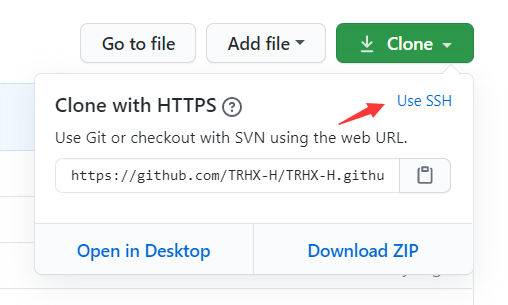 Go to file
Add file
Clone
Clone with HTTPS ?
Use SSH
Use Git or checkout with SVN using the web URL.
https://github.com/TRHX-H/TRHX-H.githu
Open in Desktop
Download ZIP